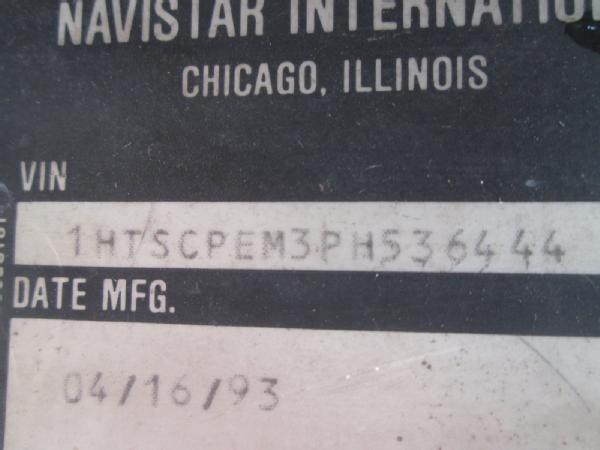 NAVISTAR INTERNATIO
CHICAGO, ILLINOIS
VIN
1HTSCPEM3PH536444
DATE MFG.
04/16/93